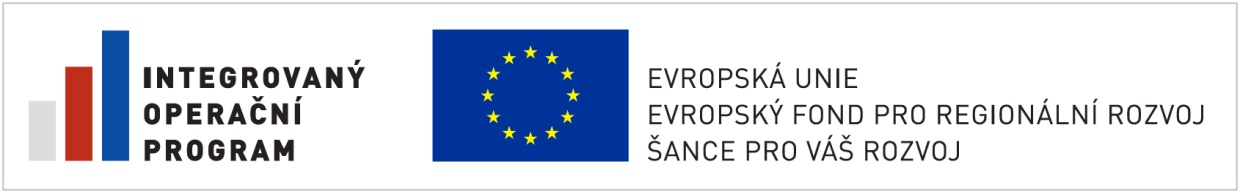 INTEGROVANÝ
OPERAČNÍ
PROGRAM
EVROPSKÁ UNIE
EVROPSKÝ FOND PRO REGIONÁLNÍ ROZVOJ
ŠANCE PRO VÁŠ ROZVOJ